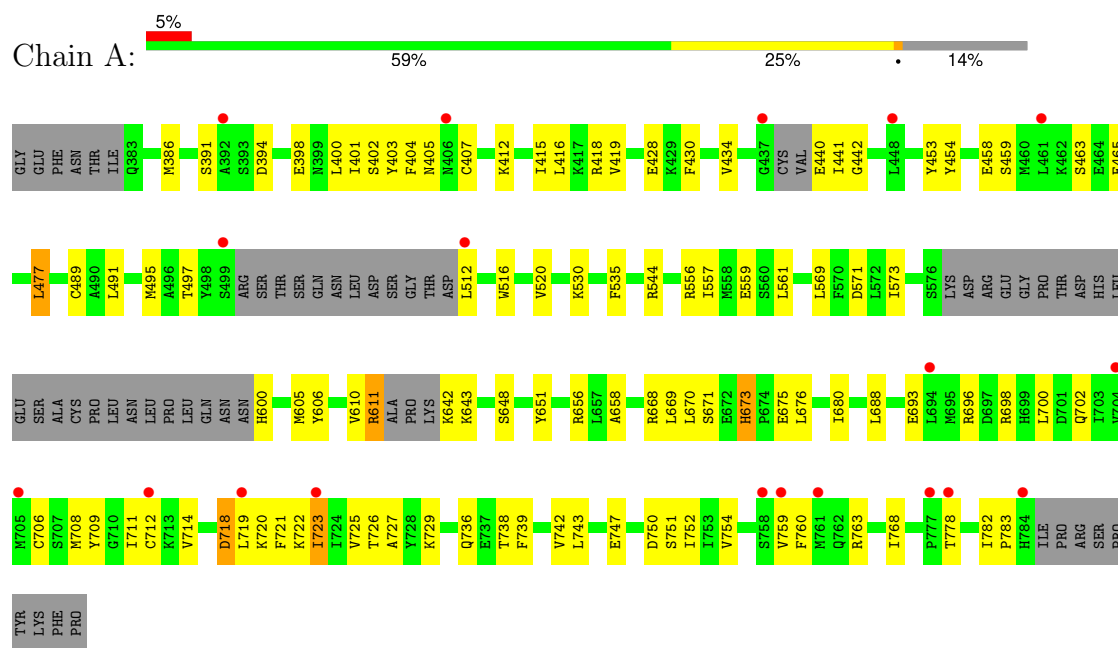 5%
Chain A:
59% 25% • 14%
GLY GLU PHE ASN THR ILE Q383 M386 S391 A392 S393 D394 E398 N399 L400 I401 S402 Y403 F404 N405 N406 C407 K412 I415 L416 K417 R418 V419 E428 K429 F430 V434 G437 CYS VAL E440 I441 G442 L448 Y453 Y454 E458 S459 M460 L461 K462 S463 E464
L477 C489 A490 L491 M495 A496 T497 Y498 S499 ARG SER THR SER GLN ASN LEU ASP SER GLY THR ASP L512 W516 V520 K530 F535 R544 R556 I557 M558 E559 S560 L561 L569 F570 D571 L572 I573 S576 LYS ASP ARG GLU GLY PRO THR ASP HIS
GLU SER ALA CYS PRO LEU ASN LEU PRO LEU GLN ASN ASN H600 M605 Y606 V610 R611 ALA PRO LYS K642 K643 S648 Y651 R656 L657 A658 R668 L669 L670 S671 E672 H673 P674 E675 L676 I680 L688 E693 L694 M695 R696 D697 R698 H699 L700 D701 Q702 I703
M705 C706 S707 M708 Y709 G710 I711 C712 K713 V714 D718 L719 K720 F721 K722 I723 I724 V725 T726 A727 Y728 K729 Q736 E737 T738 F739 V742 L743 E747 D750 S751 I752 I753 V754 S758 V759 F760 M761 Q762 R763 I768 P777 T778 I782 P783 H784 ILE PRO ARG SER PRO
TYR LYS PHE PRO